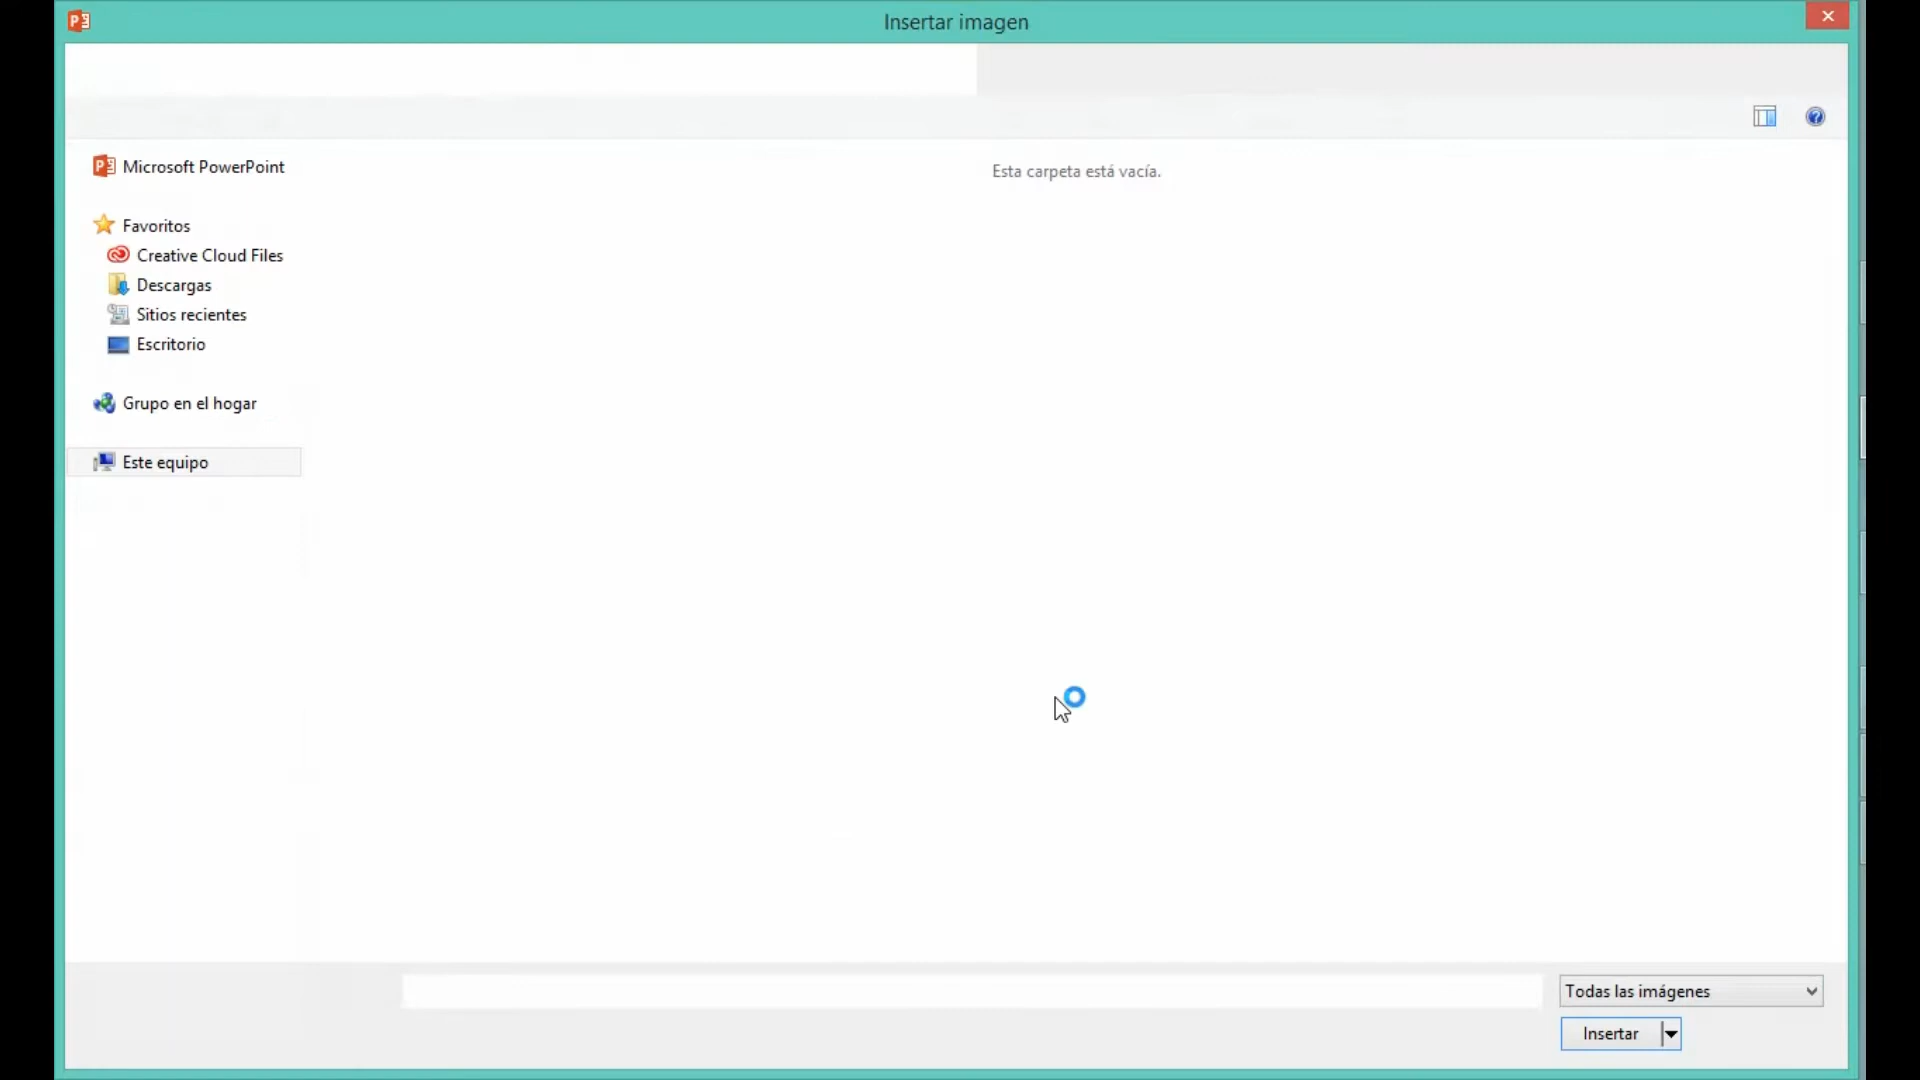 Insertar imagen
Microsoft PowerPoint
Esta carpeta está vacía.
Favoritos
Creative Cloud Files
Descargas
Sitios recientes
Escritorio
Grupo en el hogar
Este equipo
Todas las imágenes
Insertar